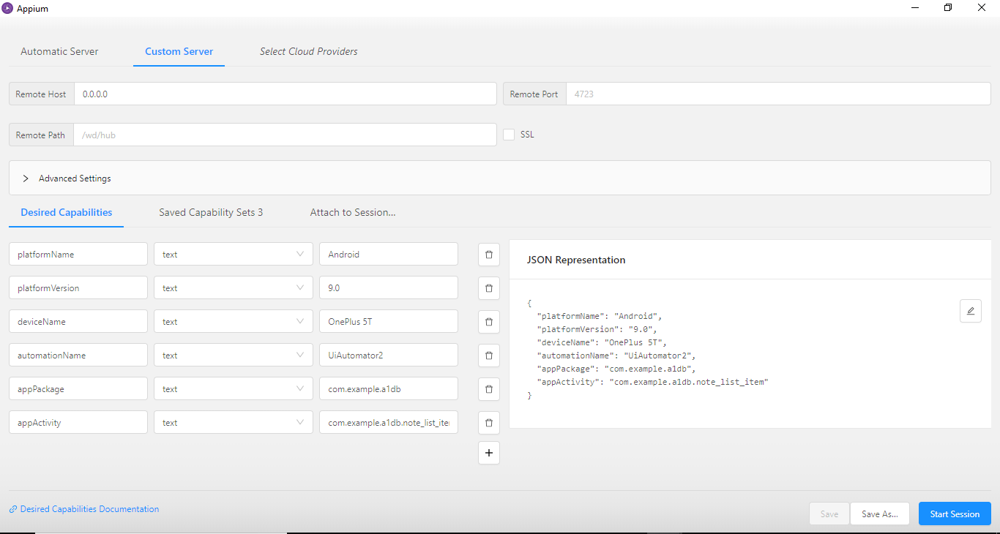 Appium
Automatic Server
Custom Server
Select Cloud Providers
Remote Host
0.0.0.0
Remote Port
4723
Remote Path
/wd/hub
SSL
Advanced Settings
Desired Capabilities
Saved Capability Sets 3
Attach to Session...
platformName
text
Android
platformVersion
text
9.0
deviceName
text
OnePlus 5T
automationName
text
UiAutomator2
appPackage
text
com.example.a1db
appActivity
text
com.example.a1db.note_list_ite
JSON Representation
{
"platformName": "Android",
"platformVersion": "9.0",
"deviceName": "OnePlus 5T",
"automationName": "UiAutomator2",
"appPackage": "com.example.a1db",
"appActivity": "com.example.a1db.note_list_item"
}
Desired Capabilities Documentation
Save
Save As...
Start Session